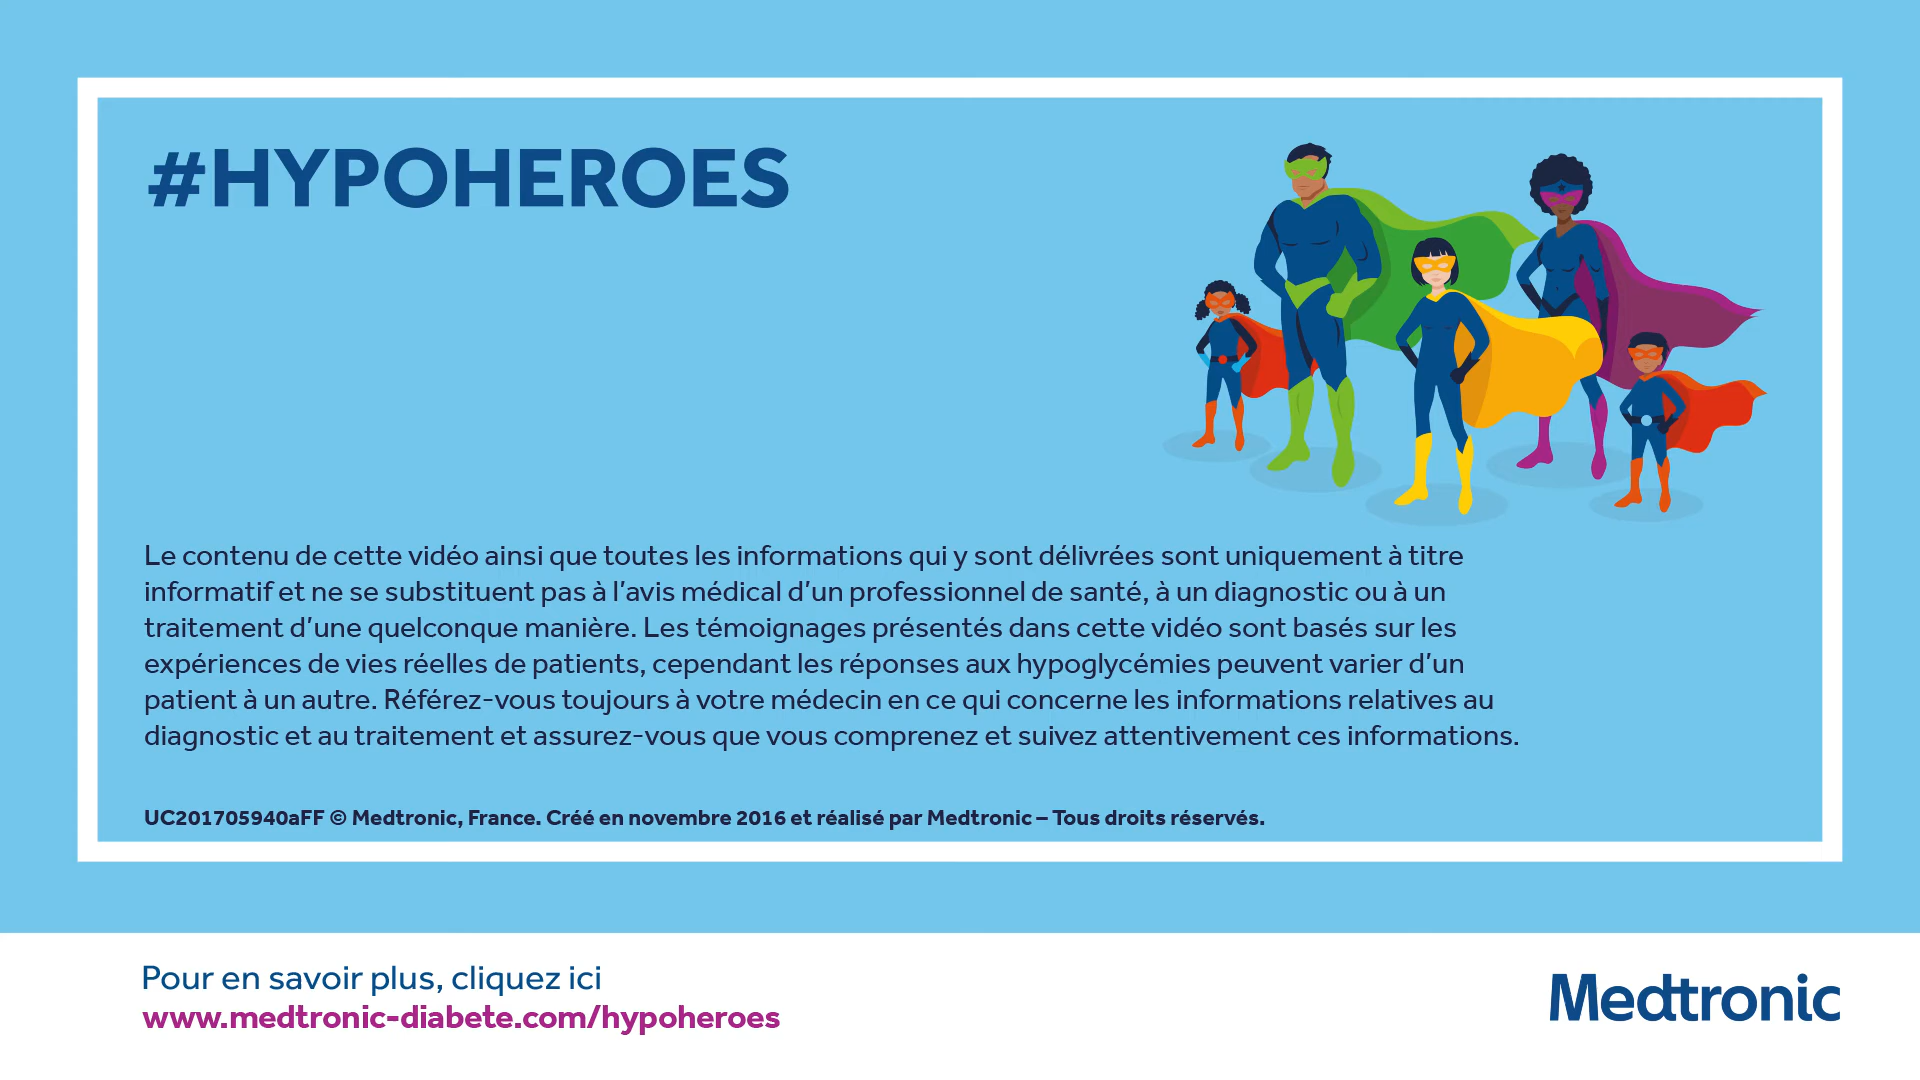 #HYPOHEROES
Le contenu de cette vidéo ainsi que toutes les informations qui y sont délivrées sont uniquement à titre
informatif et ne se substituent pas à l’avis médical d’un professionnel de santé, à un diagnostic ou à un
traitement d’une quelconque manière. Les témoignages présentés dans cette vidéo sont basés sur les
expériences de vies réelles de patients, cependant les réponses aux hypoglycémies peuvent varier d’un
patient à un autre. Référez-vous toujours à votre médecin en ce qui concerne les informations relatives au
diagnostic et au traitement et assurez-vous que vous comprenez et suivez attentivement ces informations.
UC201705940aFF © Medtronic, France. Créé en novembre 2016 et réalisé par Medtronic – Tous droits réservés.
Pour en savoir plus, cliquez ici
www.medtronic-diabete.com/hypoheroes
Medtronic